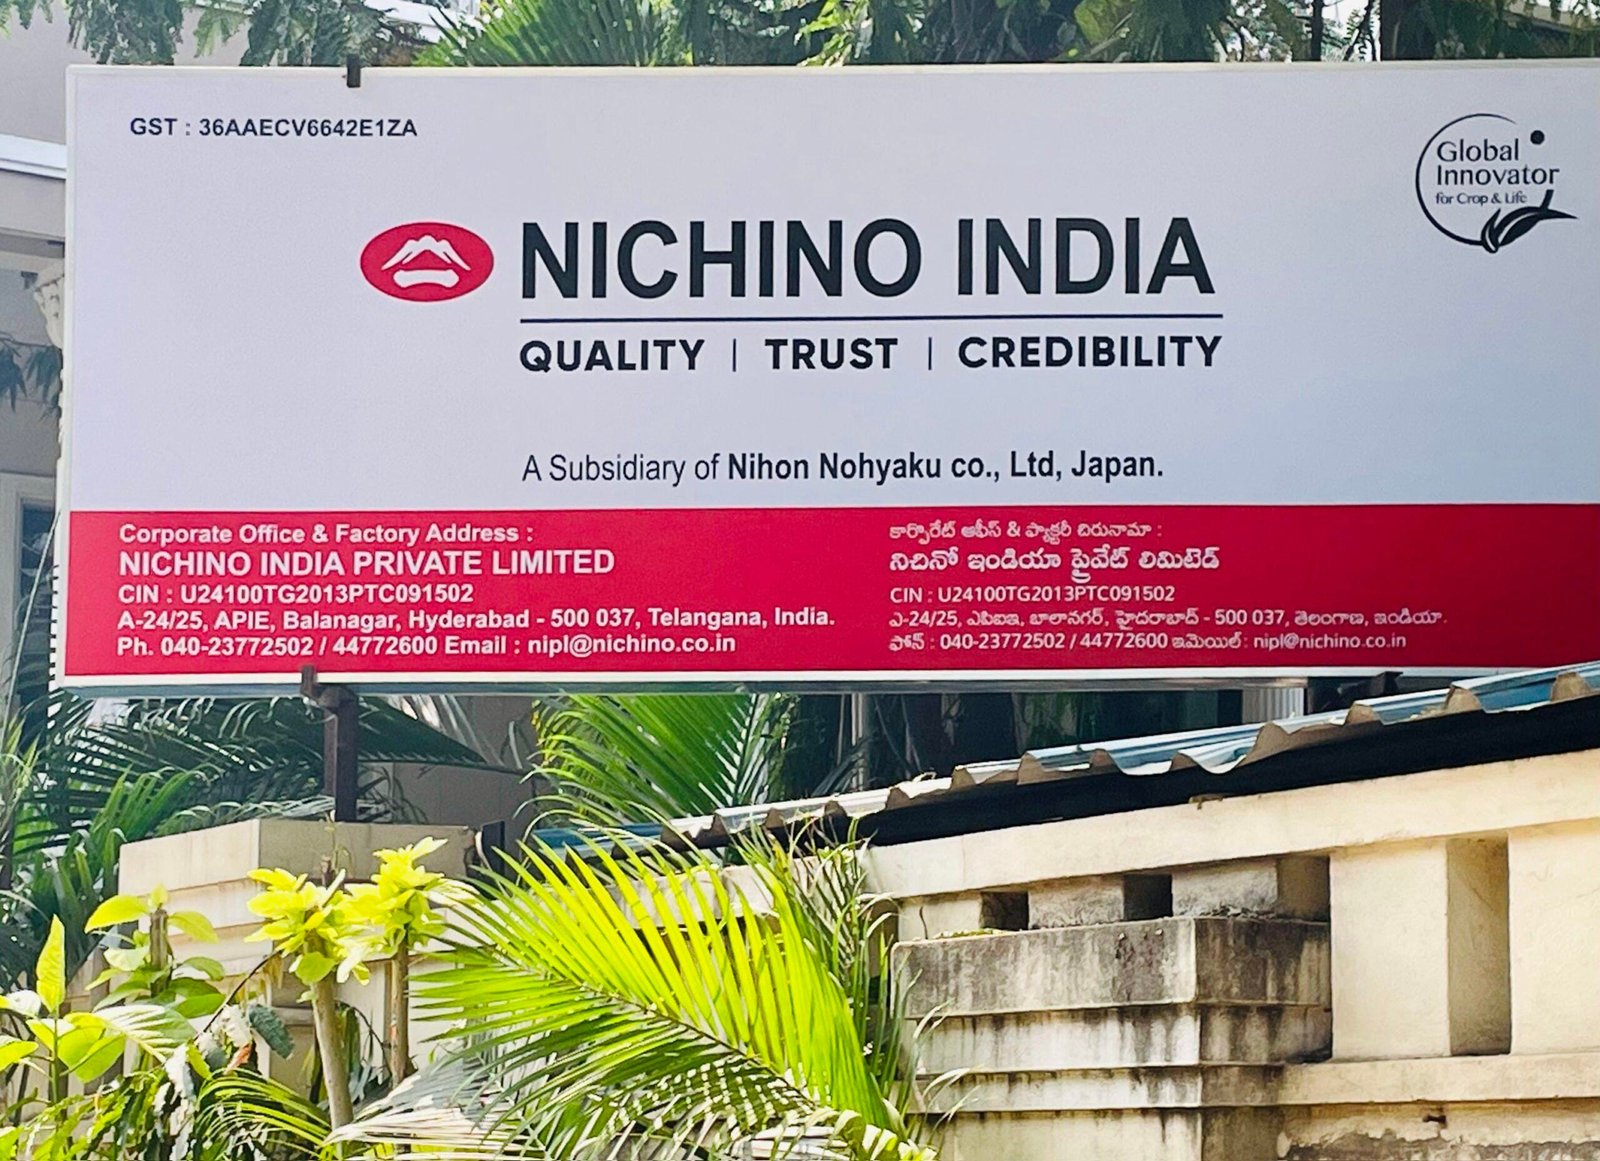 GST : 36AAECV6642E1ZA
Global
Innovator
for Crop & Life
NICHINO INDIA
QUALITY | TRUST | CREDIBILITY
A Subsidiary of Nihon Nohyaku co., Ltd, Japan.
Corporate Office & Factory Address :
NICHINO INDIA PRIVATE LIMITED
CIN : U24100TG2013PTC091502
A-24/25, APIE, Balanagar, Hyderabad - 500 037, Telangana, India.
Ph. 040-23772502 / 44772600 Email : nipl@nichino.co.in
కార్పొరేట్ ఆఫీస్ & ఫ్యాక్టరీ చిరునామా :
నిచినో ఇండియా ప్రైవేట్ లిమిటెడ్
CIN : U24100TG2013PTC091502
ఎ-24/25, ఎపిఐఇ, బాలానగర్, హైదరాబాద్ - 500 037, తెలంగాణ, ఇండియా.
ఫోన్ : 040-23772502 / 44772600 ఇమెయిల్ : nipl@nichino.co.in